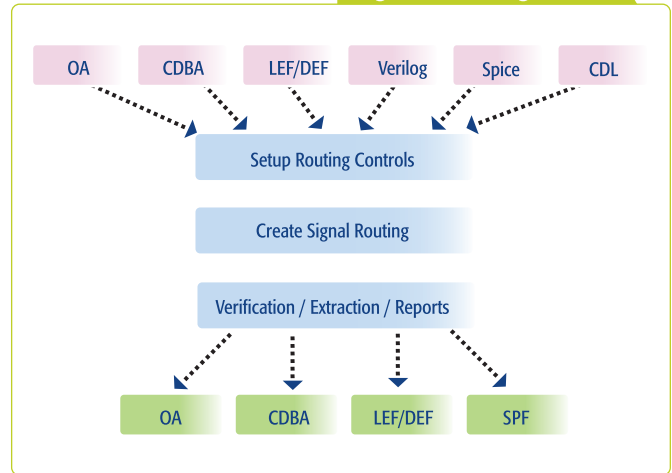 OA CDBA LEF/DEF Verilog Spice CDL
Setup Routing Controls
Create Signal Routing
Verification / Extraction / Reports
OA CDBA LEF/DEF SPF